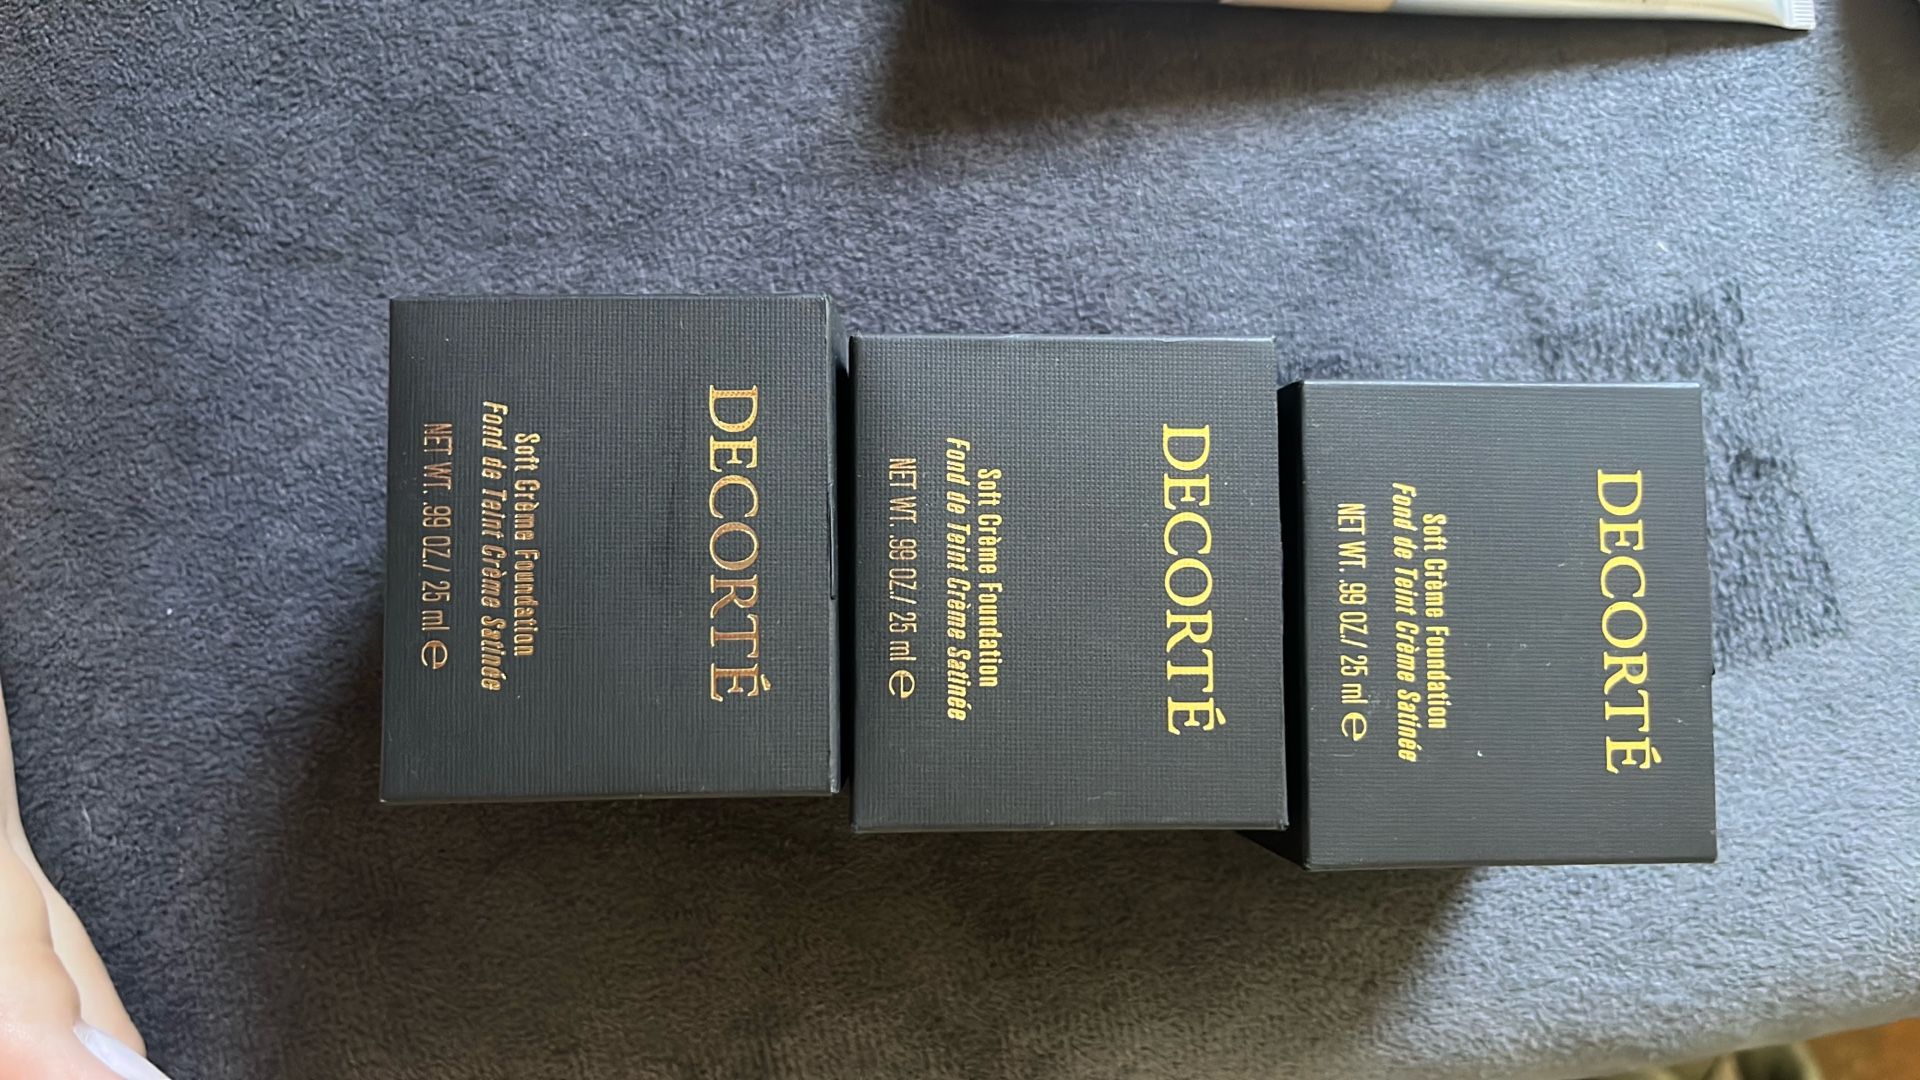 DECORTÉ
Soft Crème Foundation
Fond de Teint Crème Satinée
NET WT. .99 OZ./ 25 ml ℮
DECORTÉ
Soft Crème Foundation
Fond de Teint Crème Satinée
NET WT. .99 OZ./ 25 ml ℮
DECORTÉ
Soft Crème Foundation
Fond de Teint Crème Satinée
NET WT. .99 OZ./ 25 ml ℮